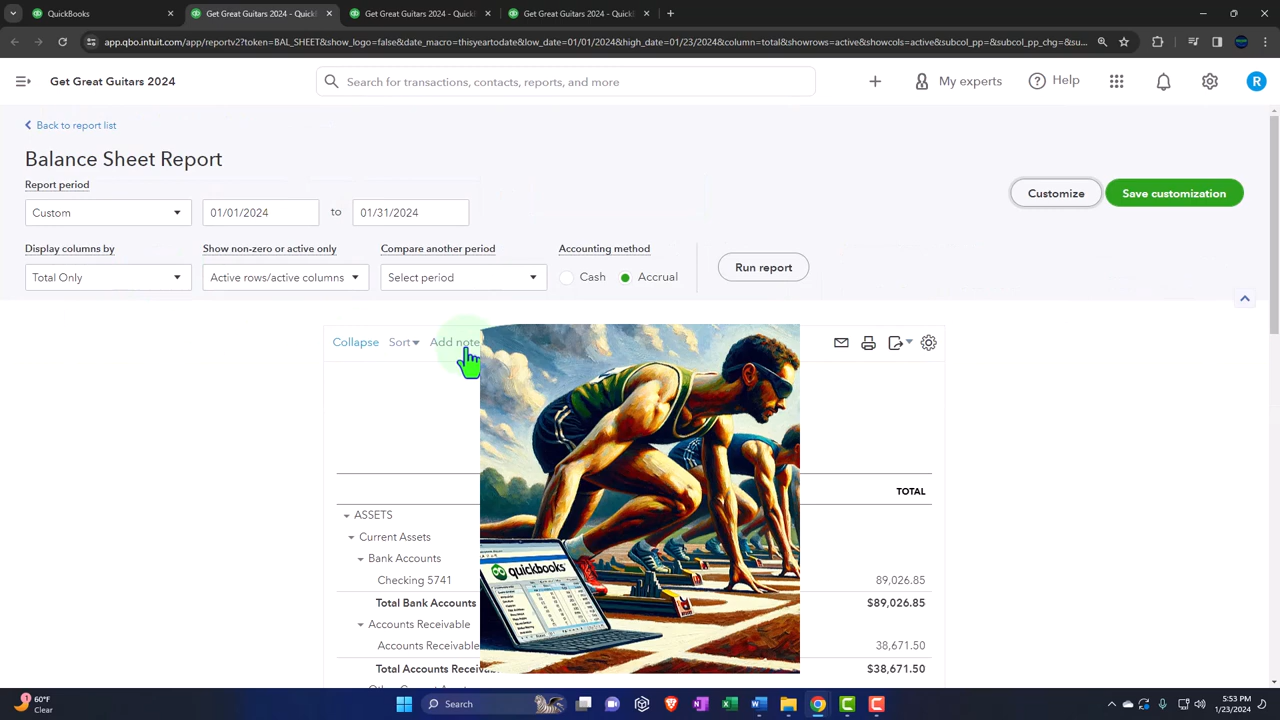 QuickBooks
Get Great Guitars 2024 - Quick
Get Great Guitars 2024 - QuickB
Get Great Guitars 2024 - QuickB
app.qbo.intuit.com/app/reportv2?token=BAL_SHEET&show_logo=false&date_macro=thisyeartodate&low_date=01/01/2024&high_date=01/23/2024&column=total&showrows=active&showcols=active&subcol_pp=&subcol_pp_chg=&su...
Get Great Guitars 2024
Search for transactions, contacts, reports, and more
My experts
Help
R
Back to report list
Balance Sheet Report
Report period
Custom
01/01/2024
to
01/31/2024
Customize
Save customization
Display columns by
Show non-zero or active only
Compare another period
Accounting method
Total Only
Active rows/active columns
Select period
Cash
Accrual
Run report
Collapse
Sort
Add note
quickbooks
TOTAL
ASSETS
Current Assets
Bank Accounts
Checking 5741
89,026.85
Total Bank Accounts
$89,026.85
Accounts Receivable
Accounts Receivable
38,671.50
Total Accounts Receiva
$38,671.50
60°F
Clear
Search
5:53 PM
1/23/2024